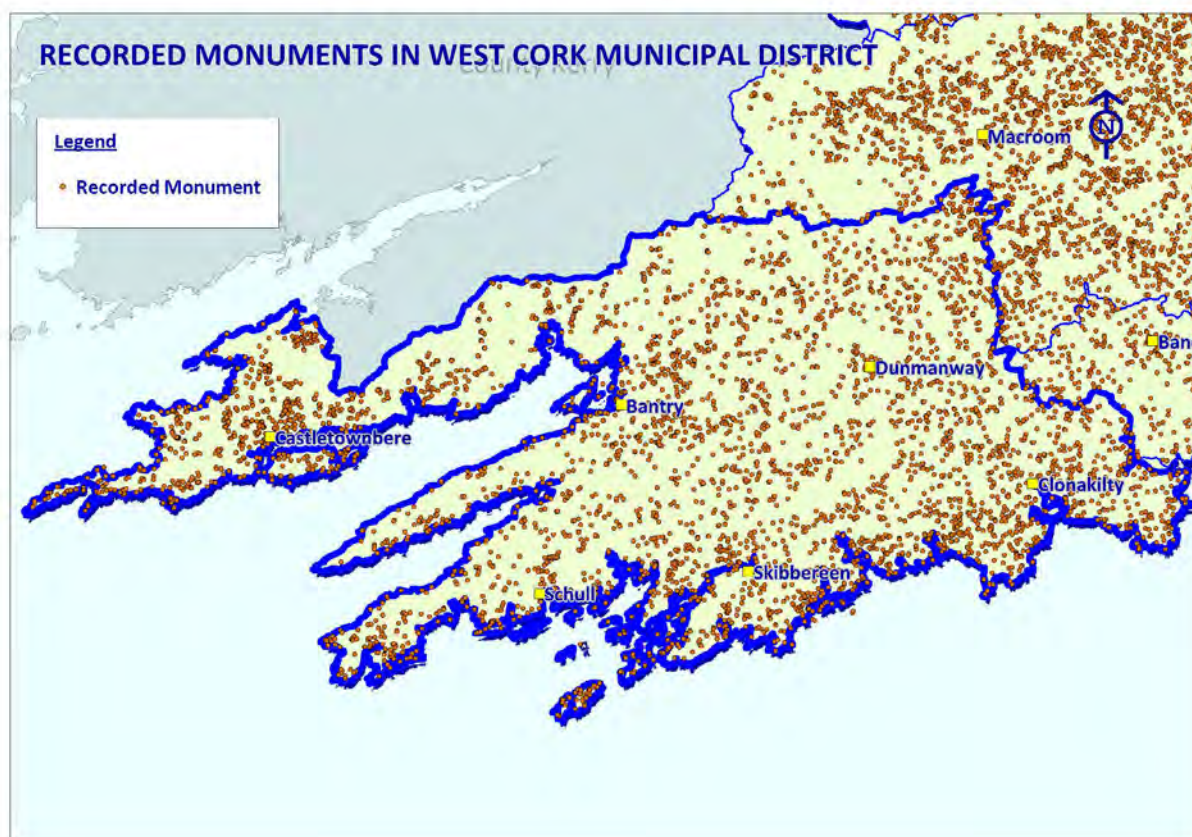 RECORDED MONUMENTS IN WEST CORK MUNICIPAL DISTRICT
County Kerry
Legend
Recorded Monument
N
Macroom
Ban
Dunmanway
Bantry
Castletownbere
Clonakilty
Skibbereen
Schull